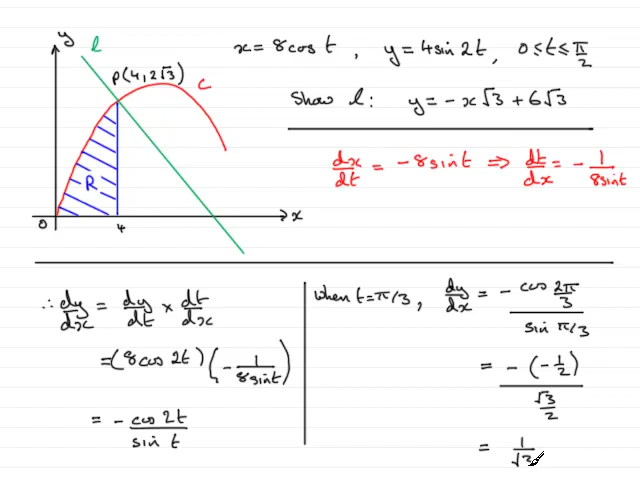 x = 8cos t , y = 4sin 2t , 0 ≤ t ≤ π/2
Show l: y = -x√3 + 6√3
y
l
P(4, 2√3)
C
R
O
4
x
dx/dt = -8sin t ⇒ dt/dx = -1/8sin t
∴ dy/dx = dy/dt × dt/dx
= (8cos 2t)(-1/8sin t)
= -cos 2t/sin t
when t = π/3, dy/dx = -cos 2π/3 / sin π/3
= -(-1/2) / √3/2
= 1/√3